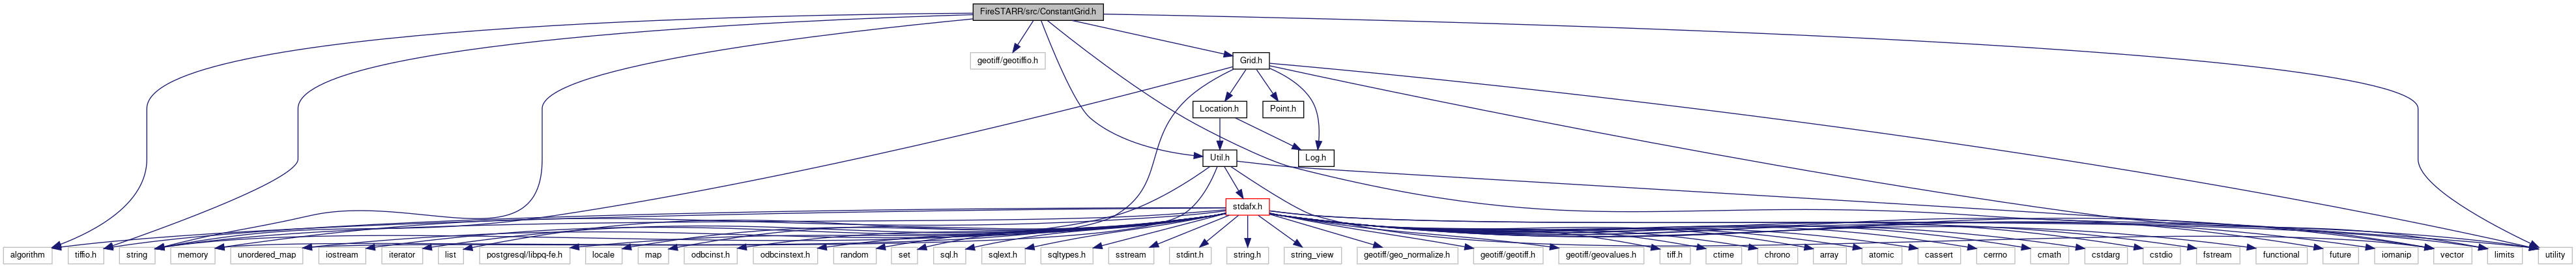 FireSTARR/src/ConstantGrid.h
geotiff/geotiffio.h
Grid.h
Location.h
Point.h
Util.h
Log.h
stdafx.h
algorithm
tiffio.h
string
memory
unordered_map
iostream
iterator
list
postgresql/libpq-fe.h
locale
map
odbcinst.h
odbcinstext.h
random
set
sql.h
sqlext.h
sqltypes.h
sstream
stdint.h
string.h
string_view
geotiff/geo_normalize.h
geotiff/geotiff.h
geotiff/geovalues.h
tiff.h
ctime
chrono
array
atomic
cassert
cerrno
cmath
cstdarg
cstdio
fstream
functional
future
iomanip
vector
limits
utility